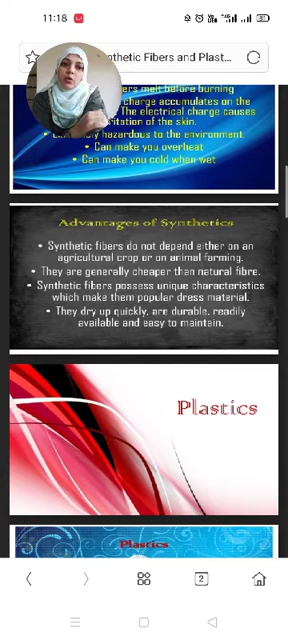 11:18
nthetic Fibers and Plast...
ers melt before burning
charge accumulates on the
The electrical charge causes
ritation of the skin.
hazardous to the environment.
• Can make you overheat
• Can make you cold when wet
Advantages of Synthetics
• Synthetic fibers do not depend either on an
agricultural crop or on animal farming.
• They are generally cheaper than natural fibre.
• Synthetic fibers possess unique characteristics
which make them popular dress material.
• They dry up quickly, are durable, readily
available and easy to maintain.
Plastics
Plastics
2